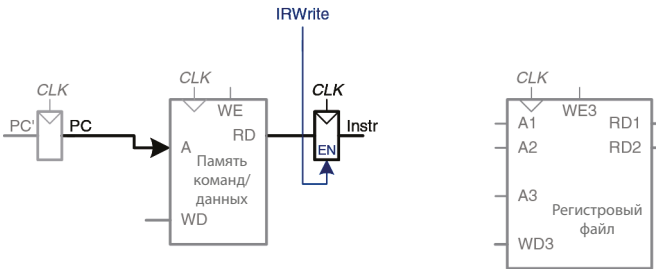 IRWrite
CLK
CLK
CLK
CLK
PC'
PC
WE
RD
A
Память
команд/
данных
WD
EN
Instr
WE3
A1
RD1
A2
RD2
A3
Регистровый
файл
WD3